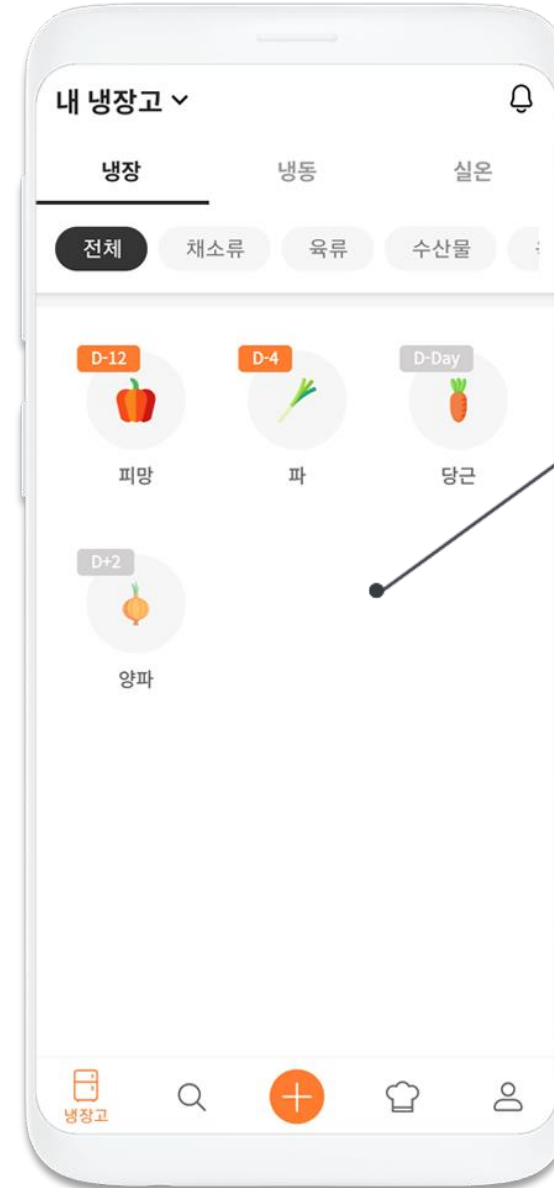 내 냉장고
냉장 냉동 실온
전체 채소류 육류 수산물
D-12 D-4 D-Day
피망 파 당근
D+2
양파
냉장고